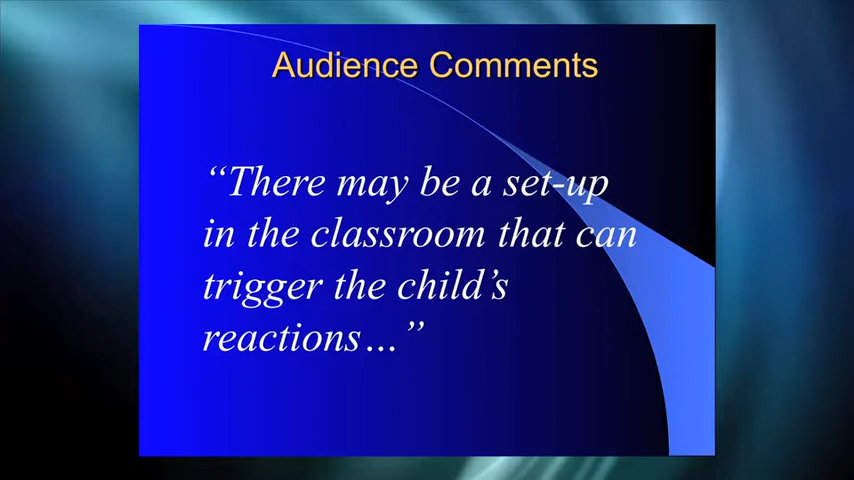 Audience Comments
“There may be a set-up
in the classroom that can
trigger the child’s
reactions…”